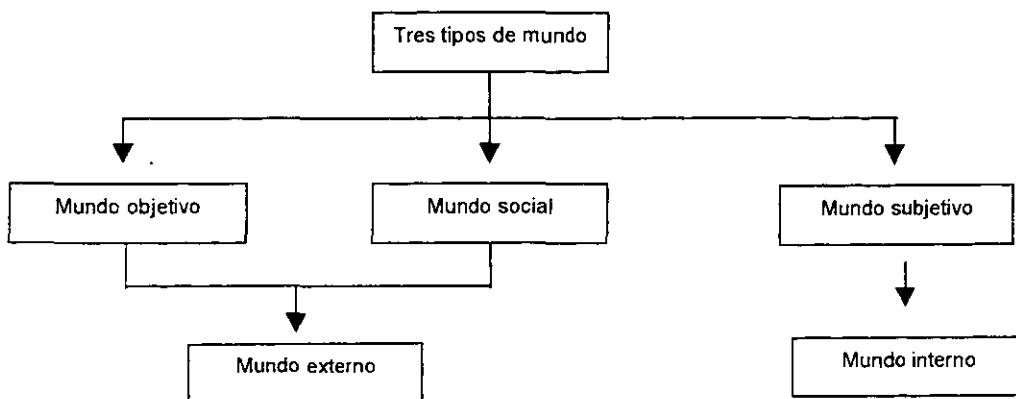 Tres tipos de mundo
Mundo objetivo
Mundo social
Mundo subjetivo
Mundo externo
Mundo interno